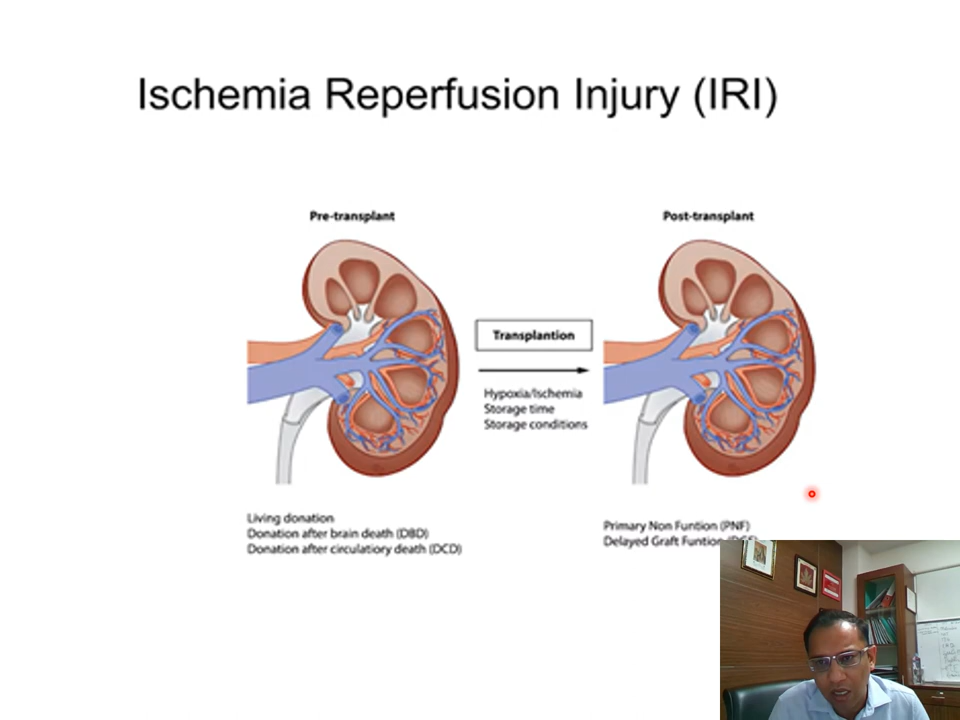 Ischemia Reperfusion Injury (IRI)
Pre-transplant
Post-transplant
Transplantion
Hypoxia/Ischemia
Storage time
Storage conditions
Living donation
Donation after brain death (DBD)
Donation after circulatiory death (DCD)
Primary Non Funtion (PNF)
Delayed Graft Funtion